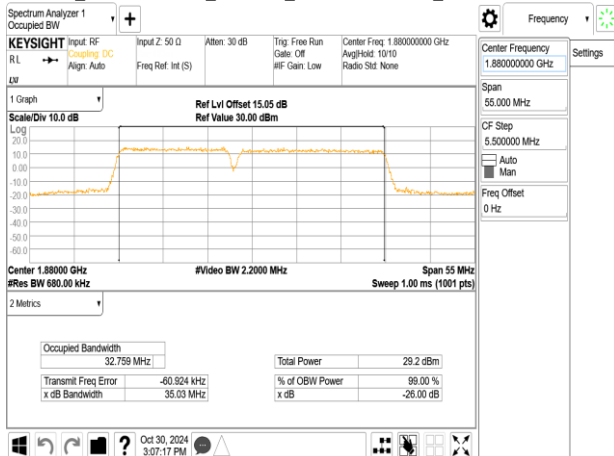 Spectrum Analyzer 1
Occupied BW
Frequency
KEYSIGHT Input: RF Input Z: 50 Ω Atten: 30 dB Trig: Free Run Center Freq: 1.880000000 GHz
Coupling: DC Gate: Off Avg|Hold: 10/10
RL Align: Auto Freq Ref: Int (S) #IF Gain: Low Radio Std: None
LXI
Center Frequency
1.880000000 GHz
Settings
Span
55.000 MHz
CF Step
5.500000 MHz
Auto
Man
Freq Offset
0 Hz
1 Graph
Ref Lvl Offset 15.05 dB
Scale/Div 10.0 dB Ref Value 30.00 dBm
Log
20.0
10.0
0.00
-10.0
-20.0
-30.0
-40.0
-50.0
-60.0
Center 1.88000 GHz #Video BW 2.2000 MHz Span 55 MHz
#Res BW 680.00 kHz Sweep 1.00 ms (1001 pts)
2 Metrics
Occupied Bandwidth
32.759 MHz Total Power 29.2 dBm
Transmit Freq Error -60.924 kHz % of OBW Power 99.00 %
x dB Bandwidth 35.03 MHz x dB -26.00 dB
Oct 30, 2024
3:07:17 PM